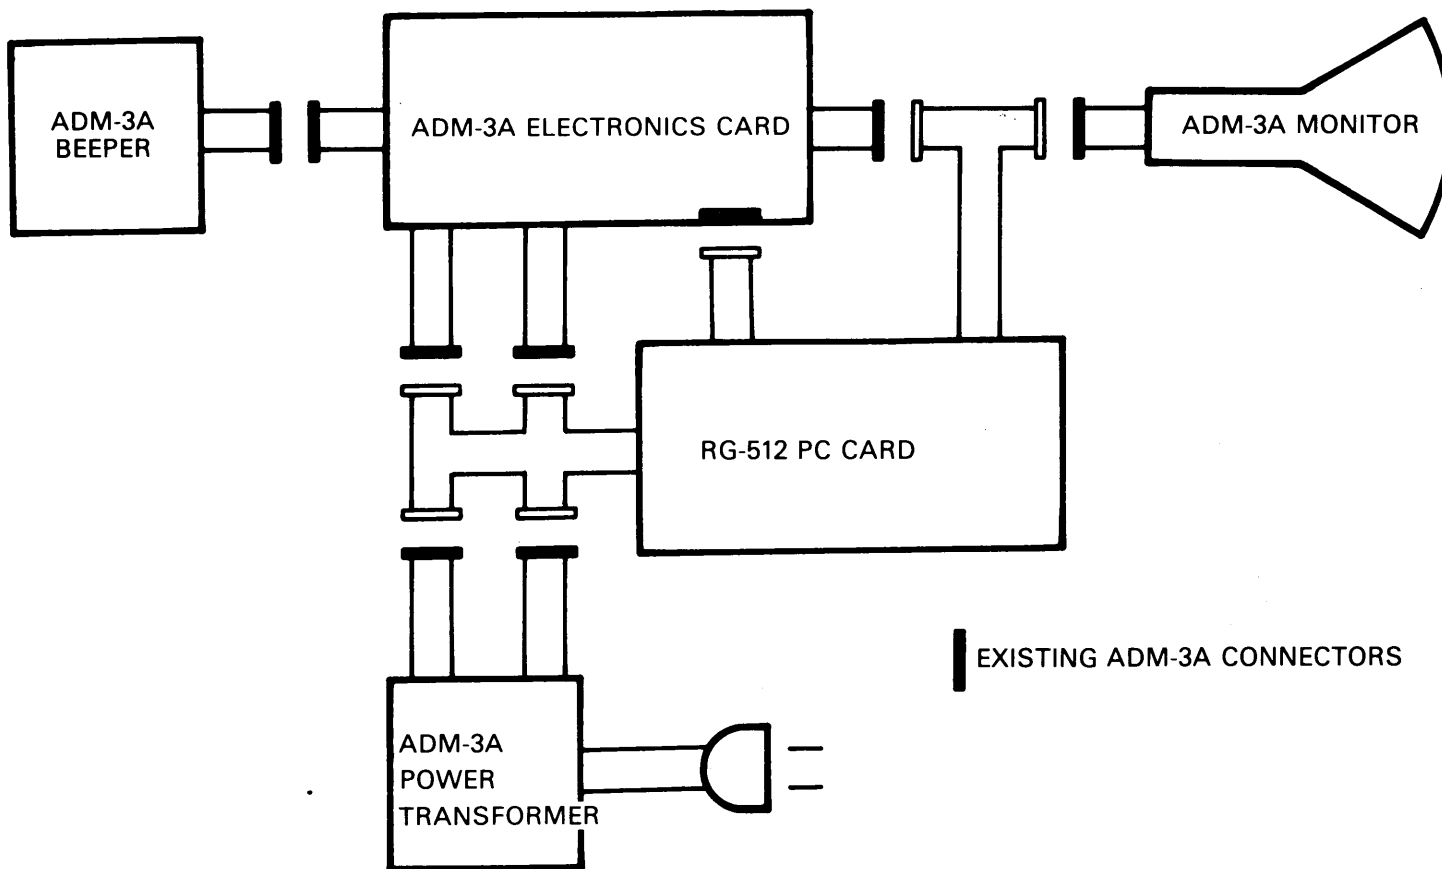 ADM-3A
BEEPER
ADM-3A ELECTRONICS CARD
ADM-3A MONITOR
RG-512 PC CARD
EXISTING ADM-3A CONNECTORS
ADM-3A
POWER
TRANSFORMER